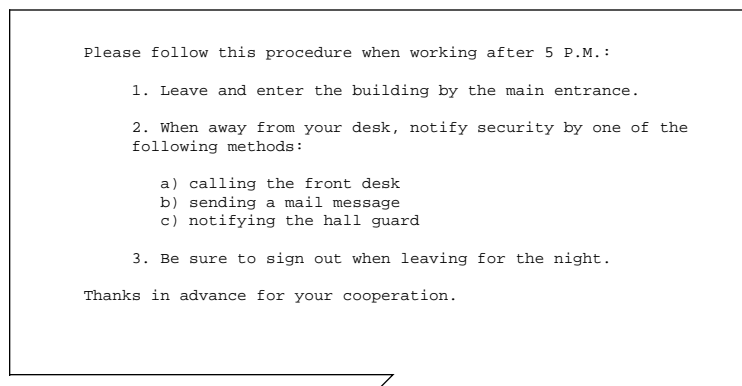 Please follow this procedure when working after 5 P.M.:
1. Leave and enter the building by the main entrance.
2. When away from your desk, notify security by one of the
following methods:
a) calling the front desk
b) sending a mail message
c) notifying the hall guard
3. Be sure to sign out when leaving for the night.
Thanks in advance for your cooperation.